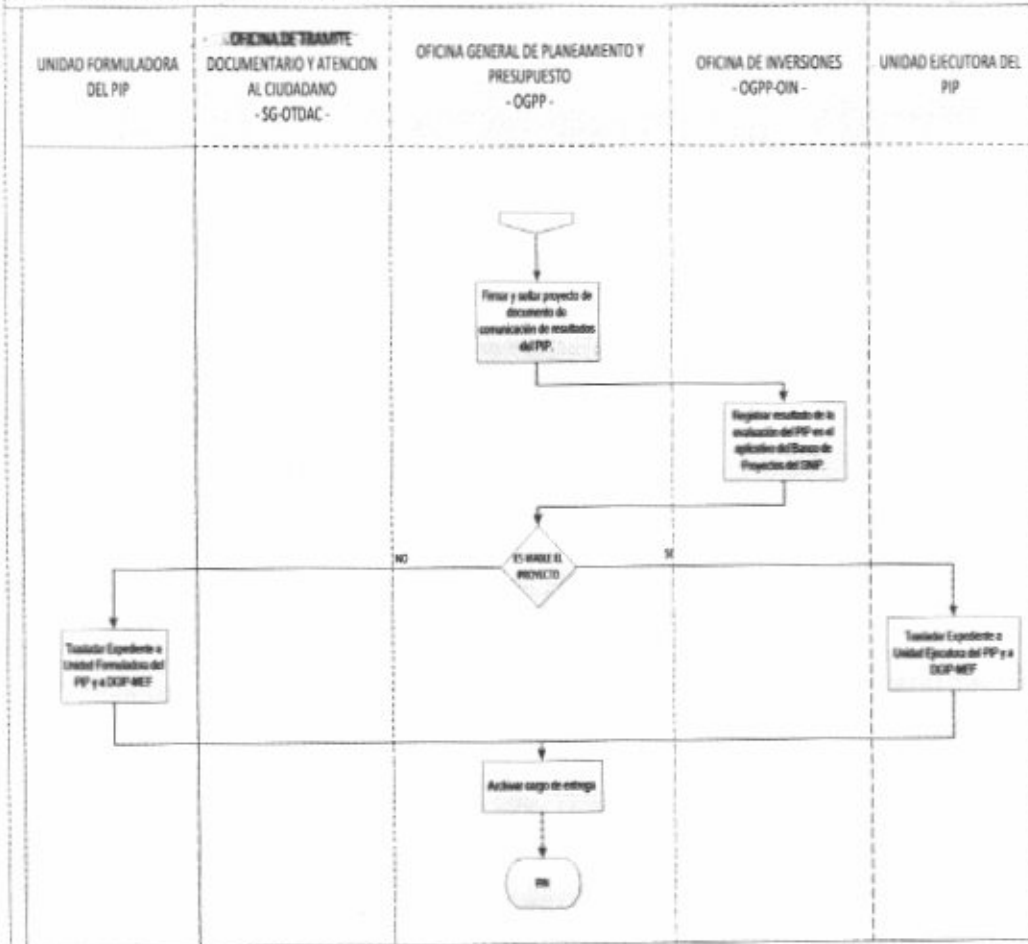 UNIDAD FORMULADORA
DEL PIP
OFICINA DE TRAMITE
DOCUMENTARIO Y ATENCION
AL CIUDADANO
- SG-OTDAC -
OFICINA GENERAL DE PLANEAMIENTO Y
PRESUPUESTO
- OGPP -
OFICINA DE INVERSIONES
- OGPP-OIN -
UNIDAD EJECUTORA DEL
PIP
Firmar y sellar proyecto de
documento de
comunicación de resultados
del PIP.
Registrar resultado de la
evaluación del PIP en el
aplicativo del Banco de
Proyectos del SNIP.
ES VIABLE EL
PROYECTO
NO
SI
Trasladar Expediente a
Unidad Formuladora del
PIP y a DGIP-MEF
Trasladar Expediente a
Unidad Ejecutora del PIP y a
DGIP-MEF
Archivar cargo de entrega
FIN